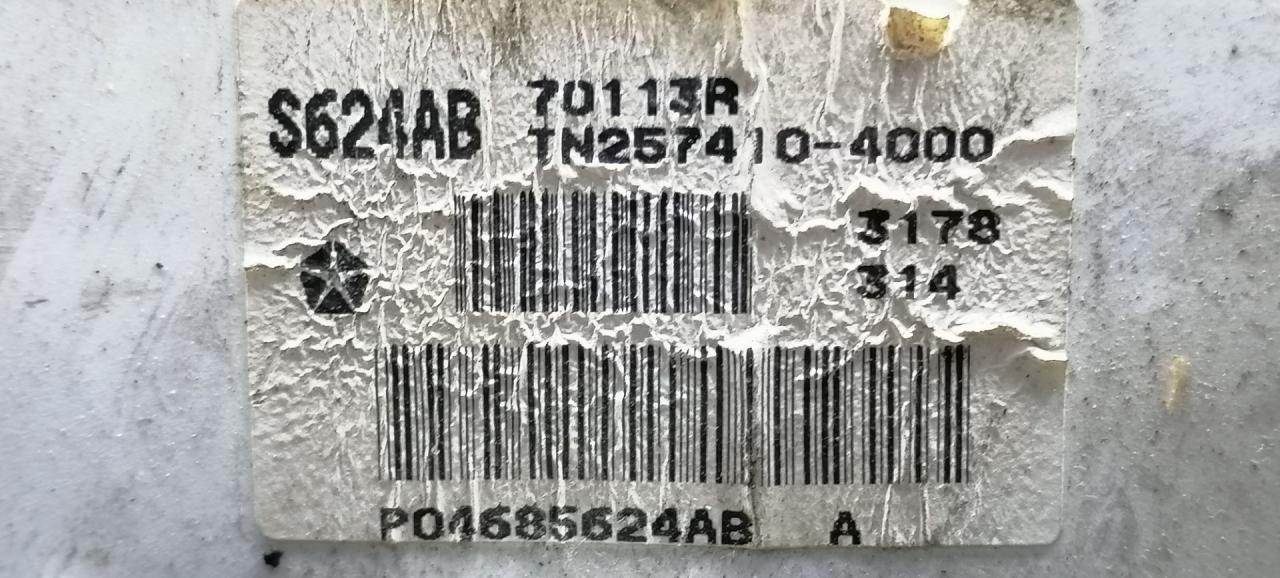 S624AB
70113R
TN257410-4000
3178
314
P04685624AB A